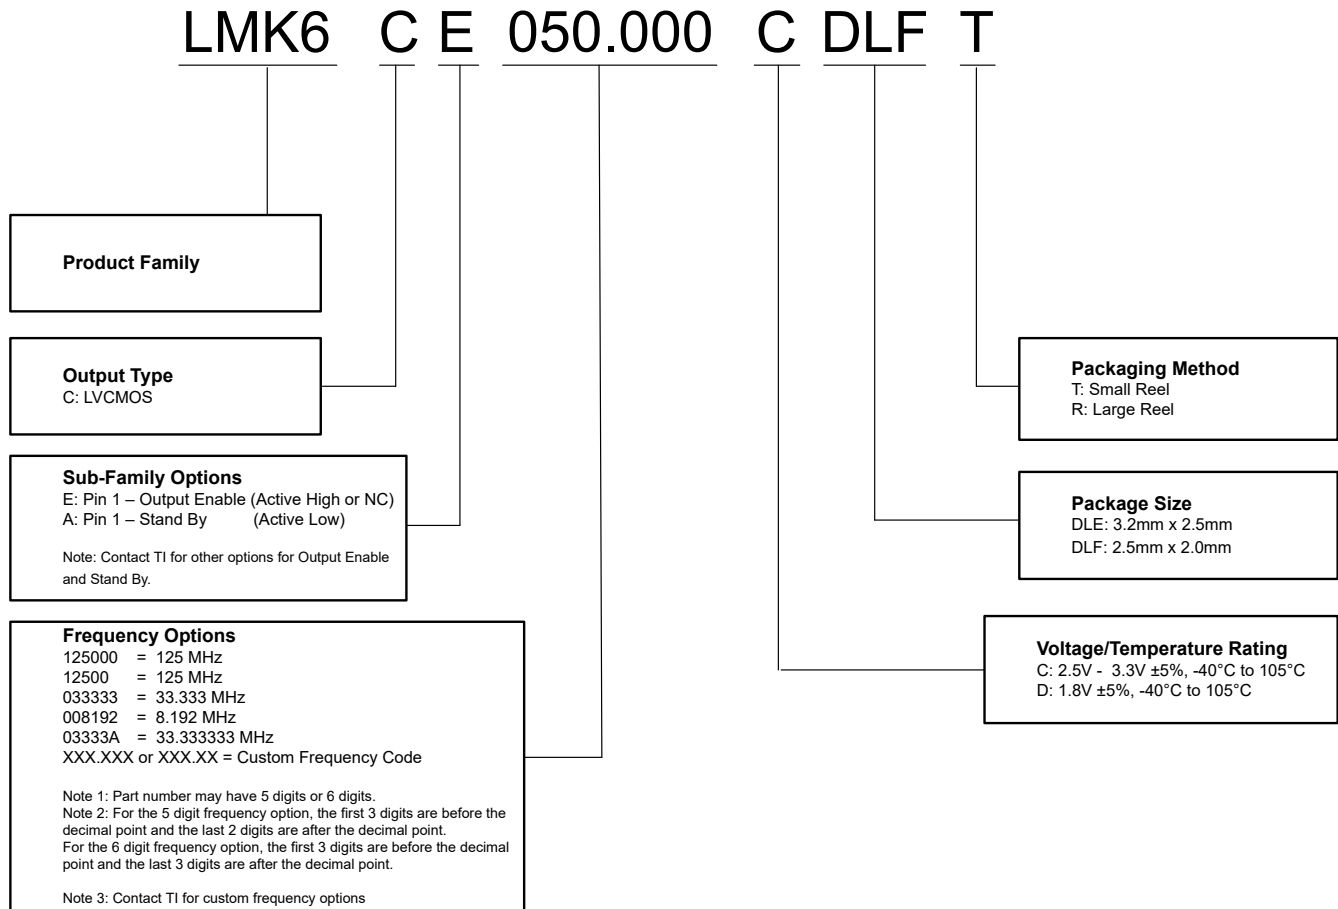 LMK6 C E 050.000 C DLF T
Product Family
Output Type
C: LVCMOS
Sub-Family Options
E: Pin 1 – Output Enable (Active High or NC)
A: Pin 1 – Stand By (Active Low)
Note: Contact TI for other options for Output Enable
and Stand By.
Frequency Options
125000 = 125 MHz
12500 = 125 MHz
033333 = 33.333 MHz
008192 = 8.192 MHz
03333A = 33.333333 MHz
XXX.XXX or XXX.XX = Custom Frequency Code
Note 1: Part number may have 5 digits or 6 digits.
Note 2: For the 5 digit frequency option, the first 3 digits are before the
decimal point and the last 2 digits are after the decimal point.
For the 6 digit frequency option, the first 3 digits are before the decimal
point and the last 3 digits are after the decimal point.
Note 3: Contact TI for custom frequency options
Packaging Method
T: Small Reel
R: Large Reel
Package Size
DLE: 3.2mm x 2.5mm
DLF: 2.5mm x 2.0mm
Voltage/Temperature Rating
C: 2.5V - 3.3V ±5%, -40°C to 105°C
D: 1.8V ±5%, -40°C to 105°C